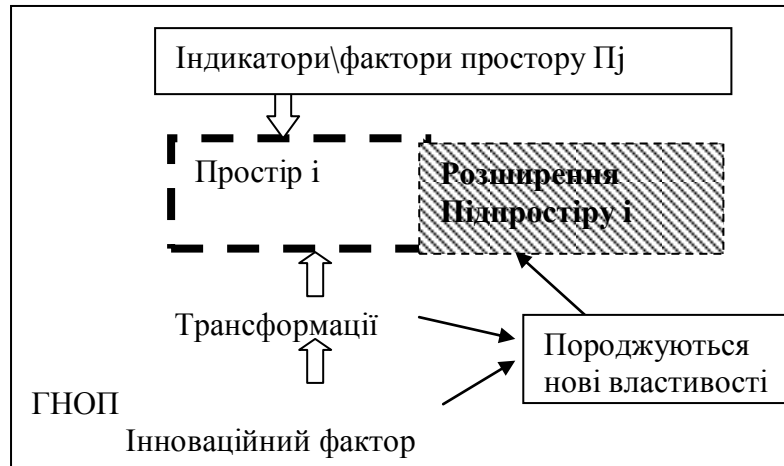 Індикатори\фактори простору Пj
Простір і
Розширення
Підпростіру і
Трансформації
Породжуються
нові властивості
ГНОП
Інноваційний фактор